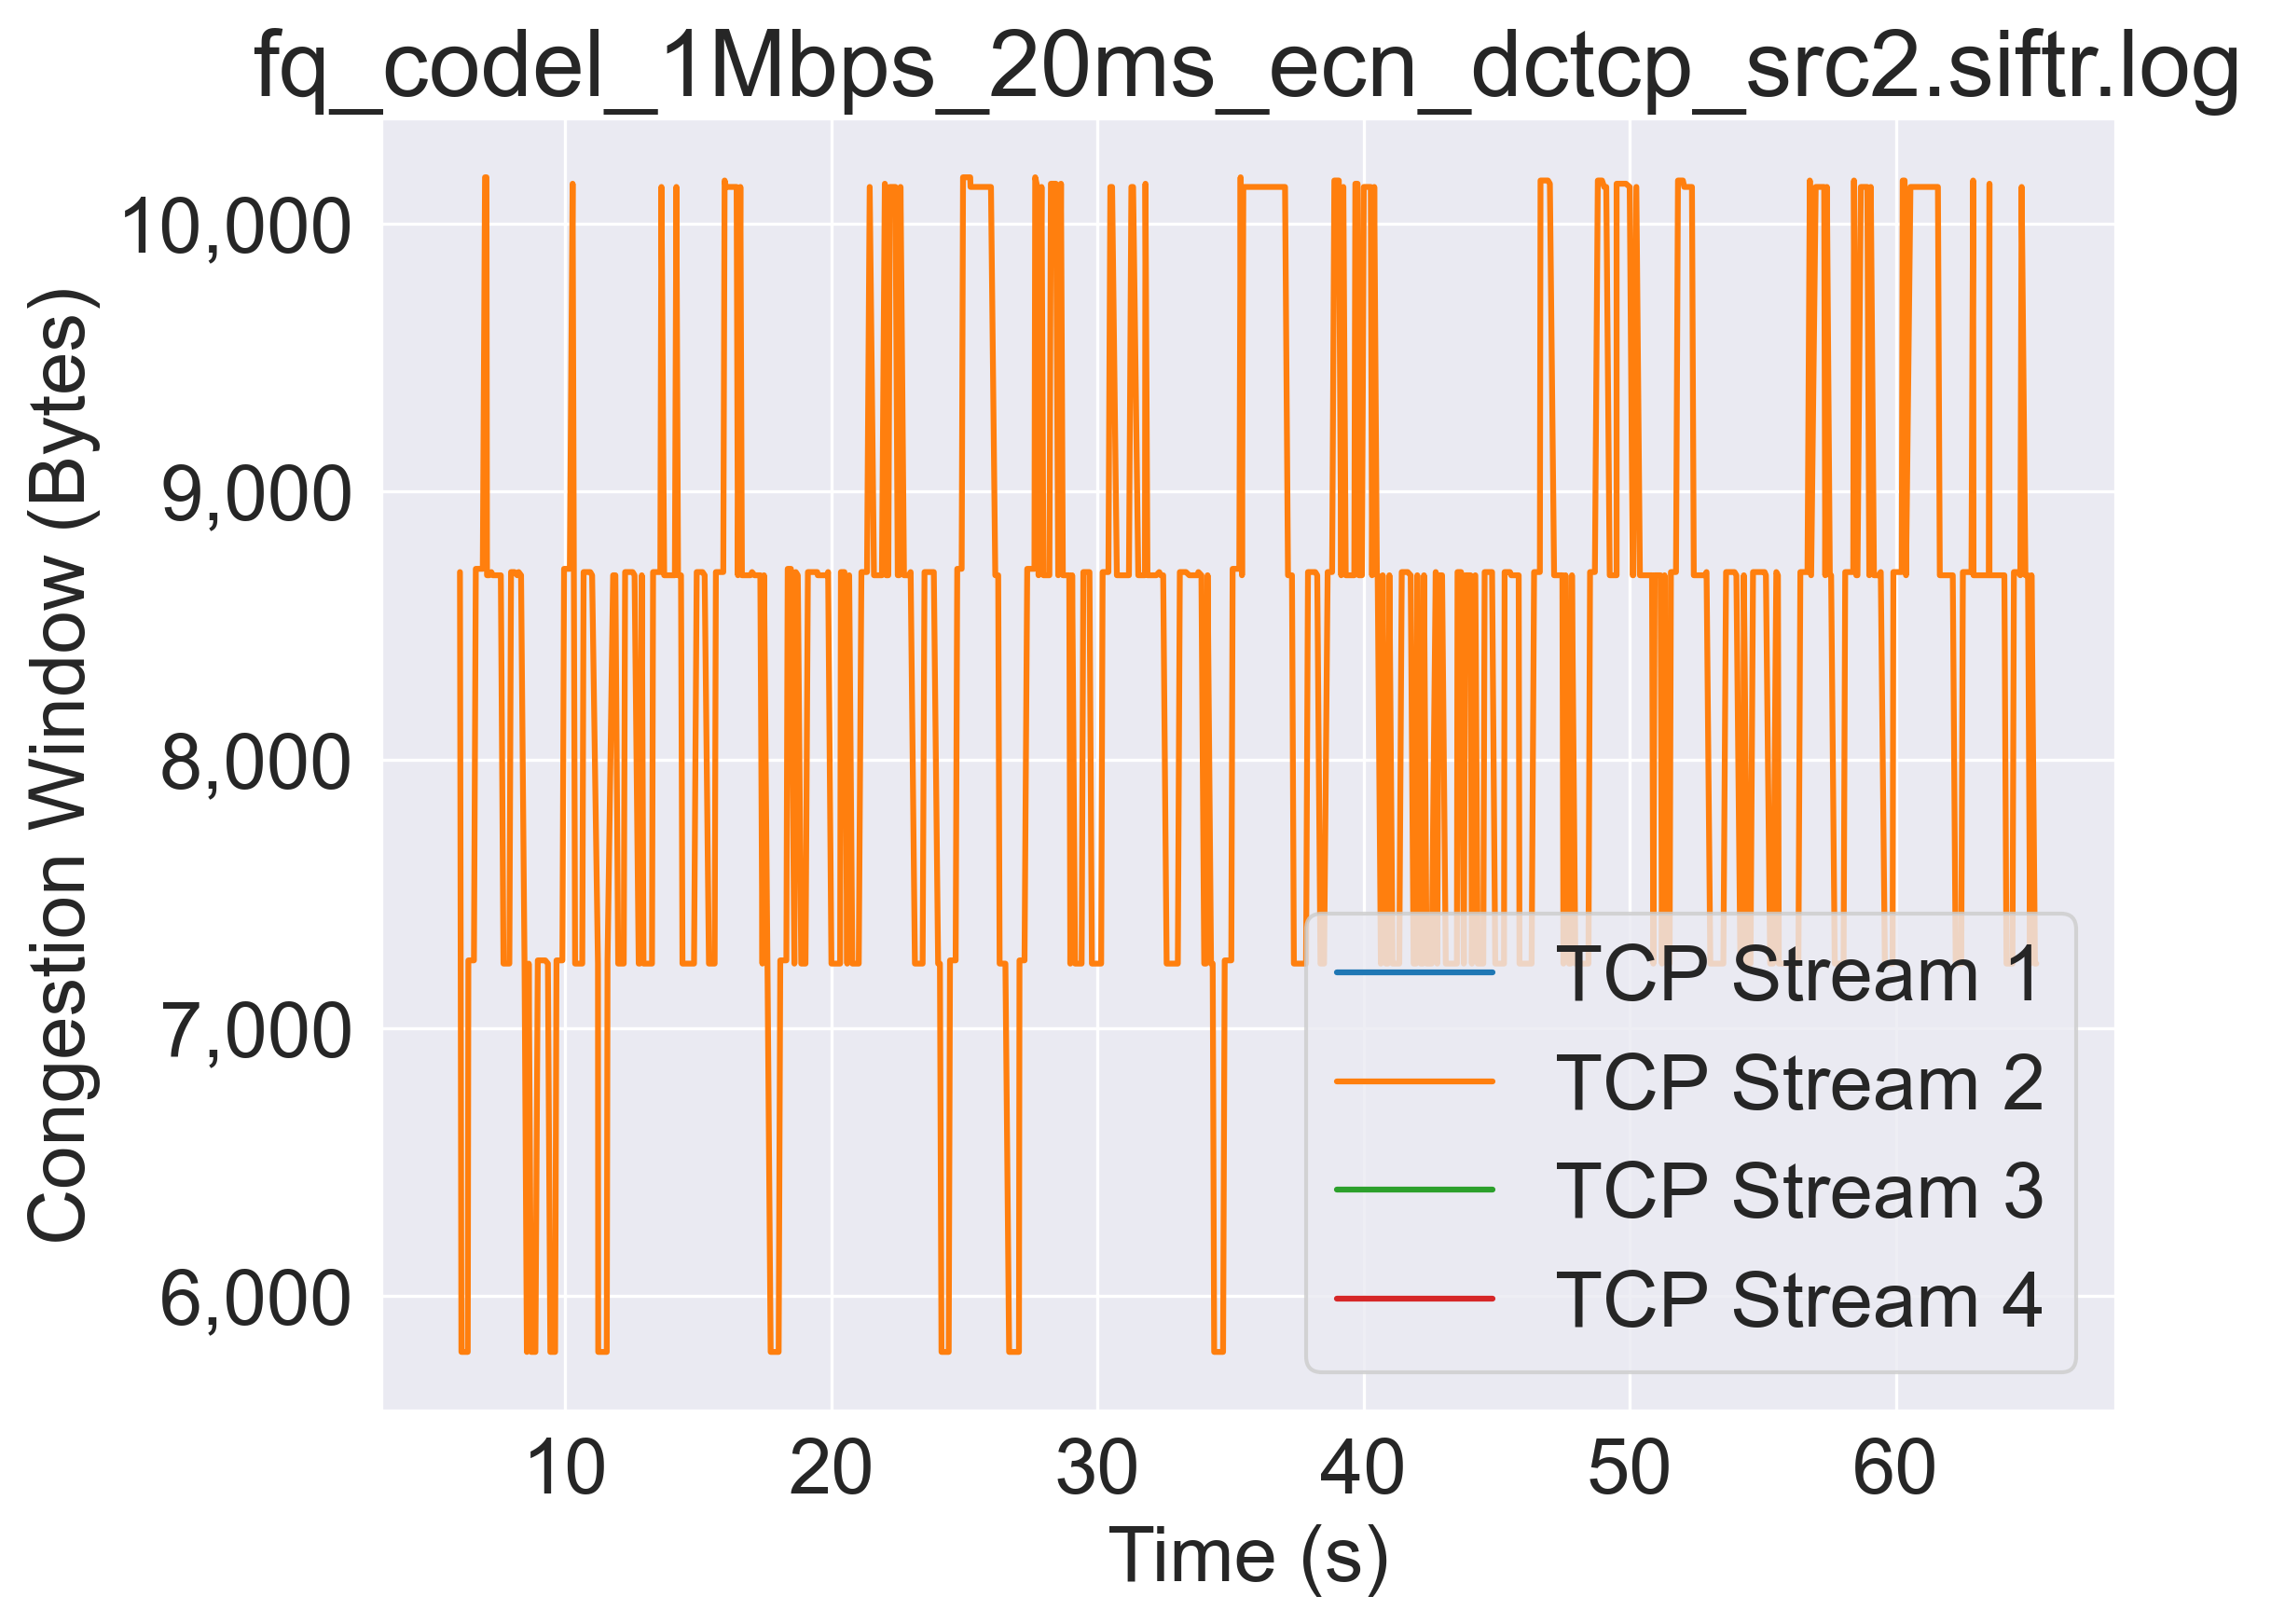 fq_codel_1Mbps_20ms_ecn_dctcp_src2.siftr.log
Congestion Window (Bytes)
10,000
9,000
8,000
7,000
6,000
TCP Stream 1
TCP Stream 2
TCP Stream 3
TCP Stream 4
10 20 30 40 50 60
Time (s)